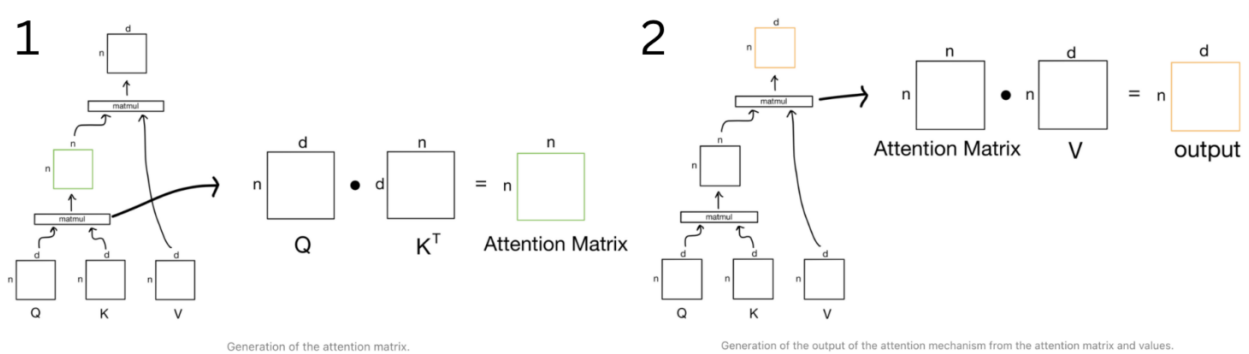 1
d
n
matmul
n
n
matmul
d
d
d
n
n
n
Q
K
V
d
n
n
n • d = n
Q
K^T
Attention Matrix
Generation of the attention matrix.
2
d
n
matmul
n
n
matmul
d
d
d
n
n
n
Q
K
V
n
d
d
n • n = n
Attention Matrix
V
output
Generation of the output of the attention mechanism from the attention matrix and values.